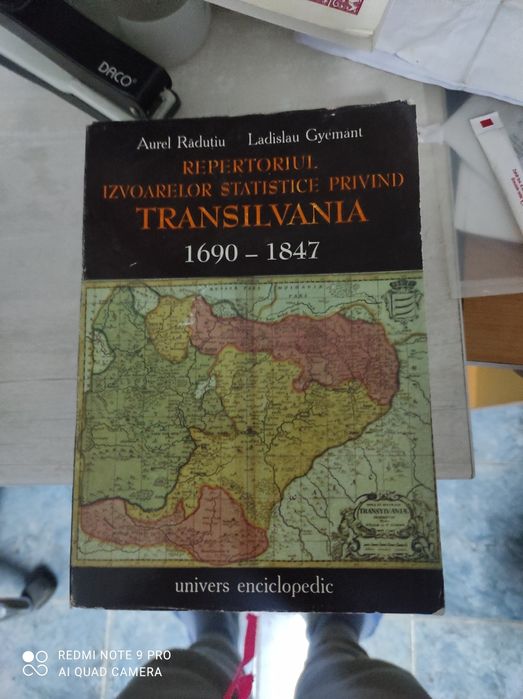 DACO
Aurel Răduțiu Ladislau Gyemant
REPERTORIUL
IZVOARELOR STATISTICE PRIVIND
TRANSILVANIA
1690 – 1847
TRANSYLVANIA
univers enciclopedic
REDMI NOTE 9 PRO
AI QUAD CAMERA